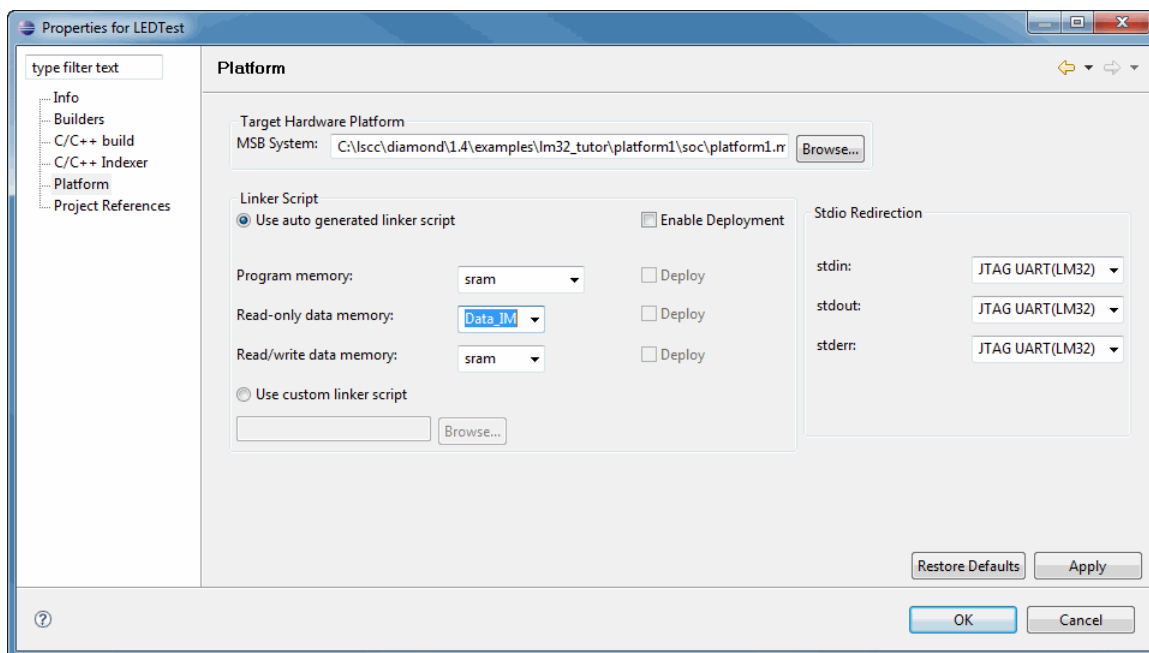 Properties for LEDTest
type filter text
Info
Builders
C/C++ build
C/C++ Indexer
Platform
Project References
Platform
Target Hardware Platform
MSB System: C:\lscc\diamond\1.4\examples\lm32_tutor\platform1\soc\platform1.m Browse...
Linker Script
Use auto generated linker script Enable Deployment
Program memory: sram Deploy
Read-only data memory: Data_IM Deploy
Read/write data memory: sram Deploy
Use custom linker script
Browse...
Stdio Redirection
stdin: JTAG UART(LM32)
stdout: JTAG UART(LM32)
stderr: JTAG UART(LM32)
Restore Defaults Apply
? OK Cancel